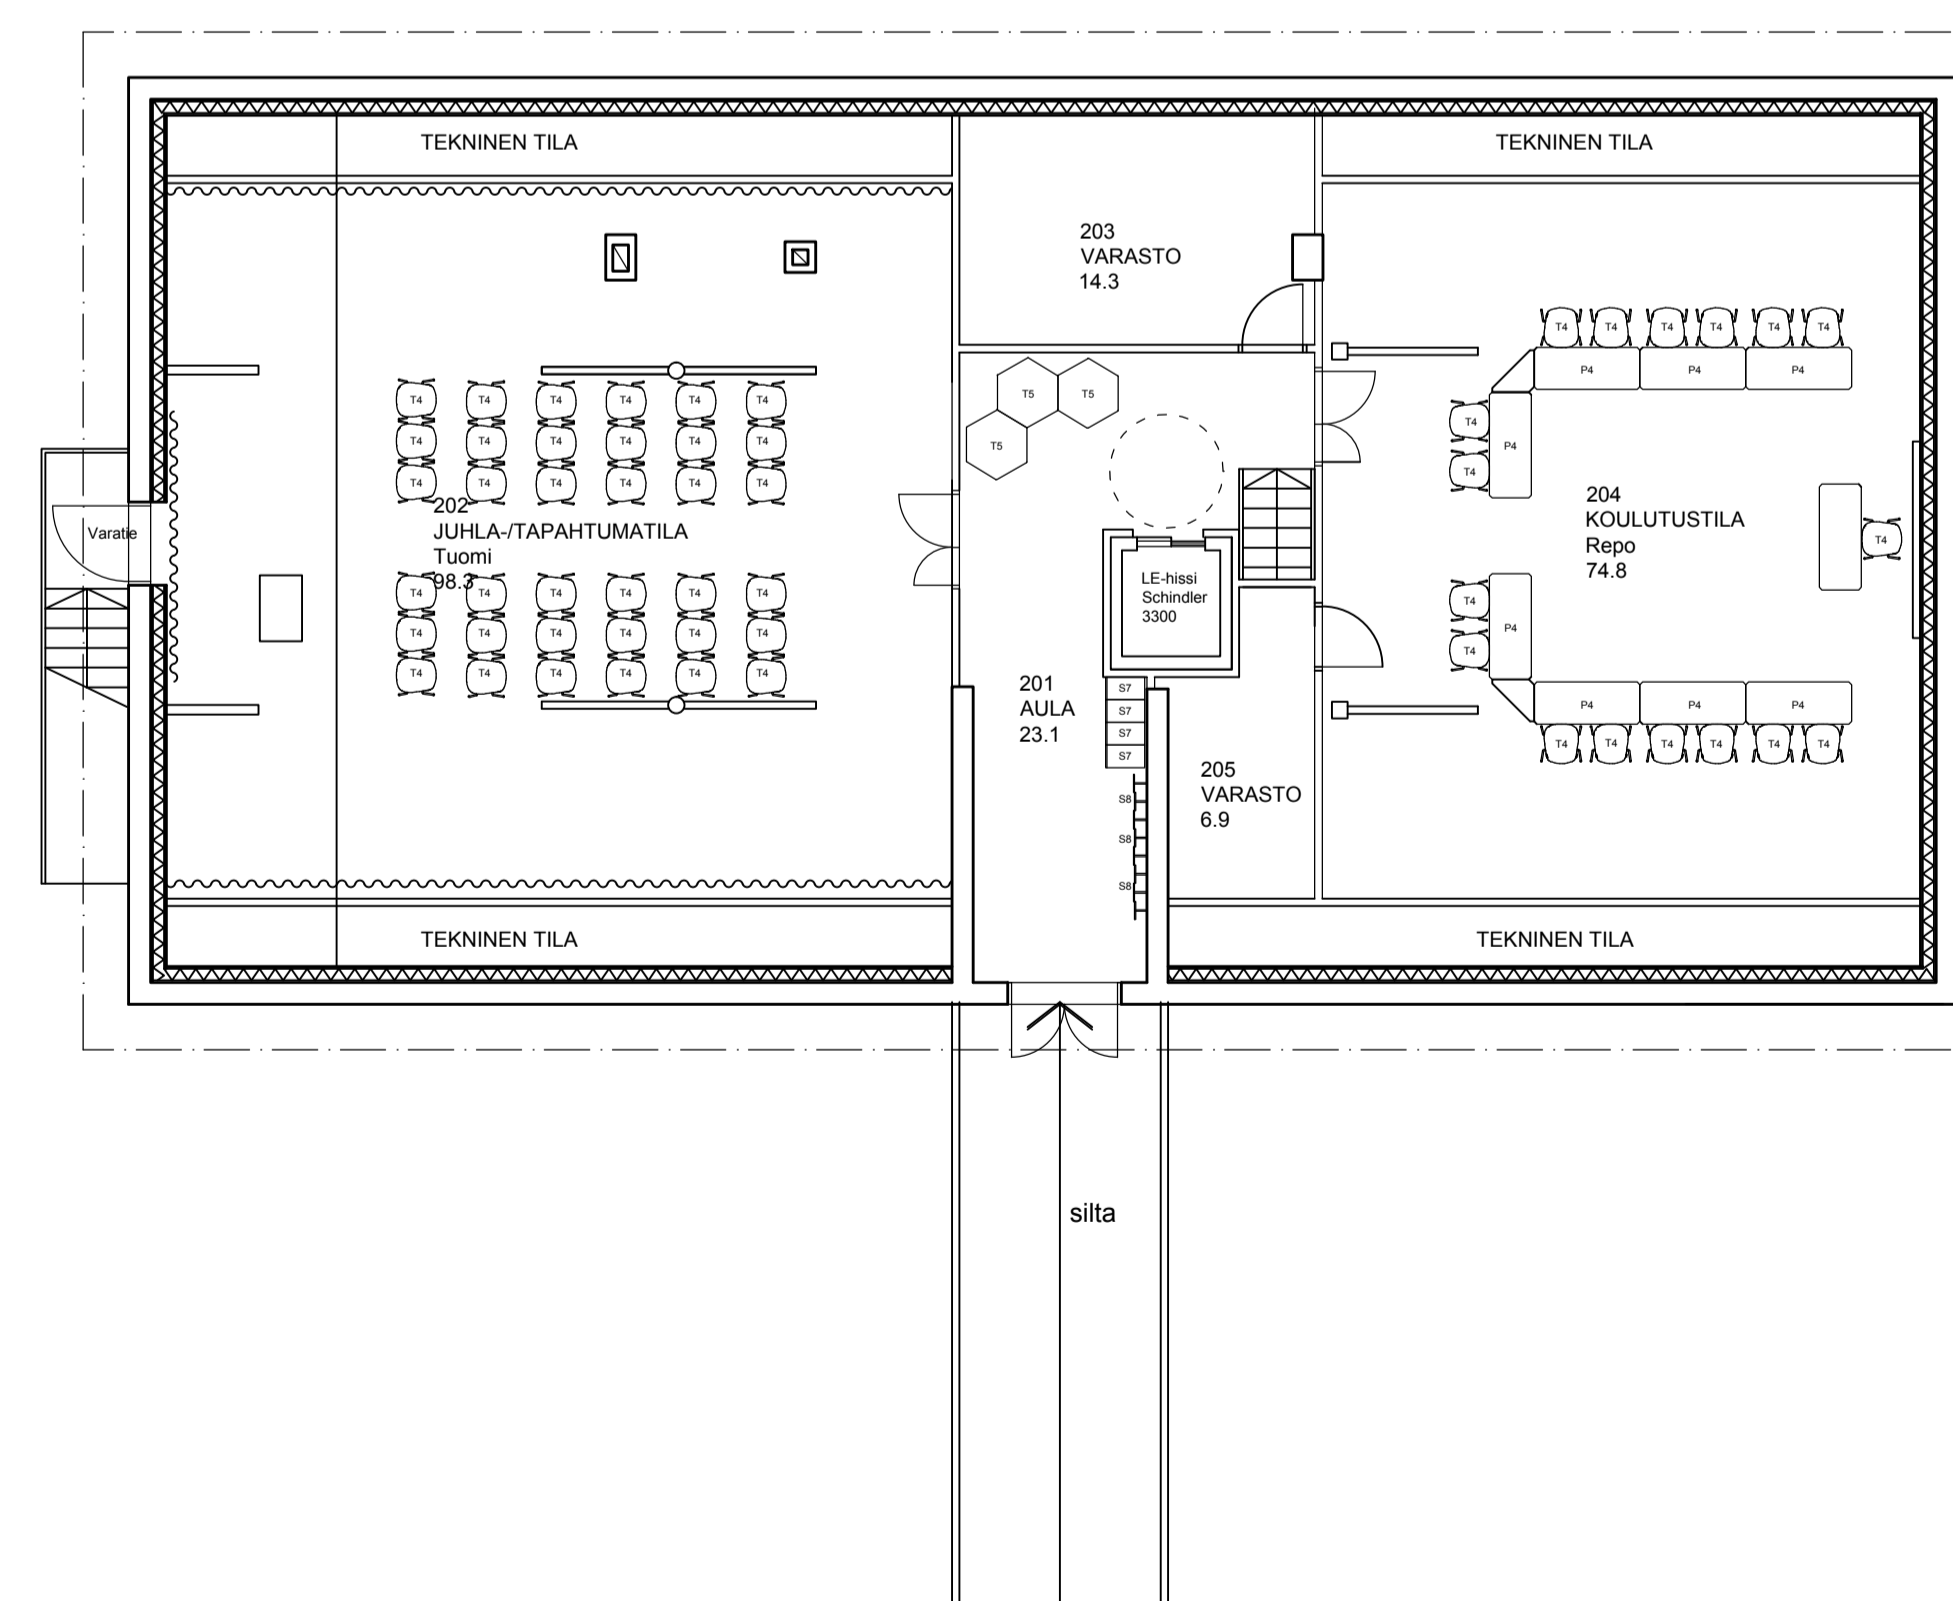 TEKNINEN TILA
TEKNINEN TILA
203
VARASTO
14.3
T4 T4 T4 T4 T4 T4
P4 P4 P4
T5 T5
T5
T4 T4 T4 T4 T4 T4
T4 T4 T4 T4 T4 T4
T4 T4 T4 T4 T4 T4
T4
T4
P4
202
JUHLA-/TAPAHTUMATILA
Tuomi
98.3
Varatie
204
KOULUTUSTILA
Repo
74.8
T4
LE-hissi
Schindler
3300
T4 T4 T4 T4 T4 T4
T4 T4 T4 T4 T4 T4
T4 T4 T4 T4 T4 T4
T4
T4
P4
201
AULA
23.1
S7
S7
S7
S7
P4 P4 P4
T4 T4 T4 T4 T4 T4
205
VARASTO
6.9
S8
S8
S8
TEKNINEN TILA
TEKNINEN TILA
silta